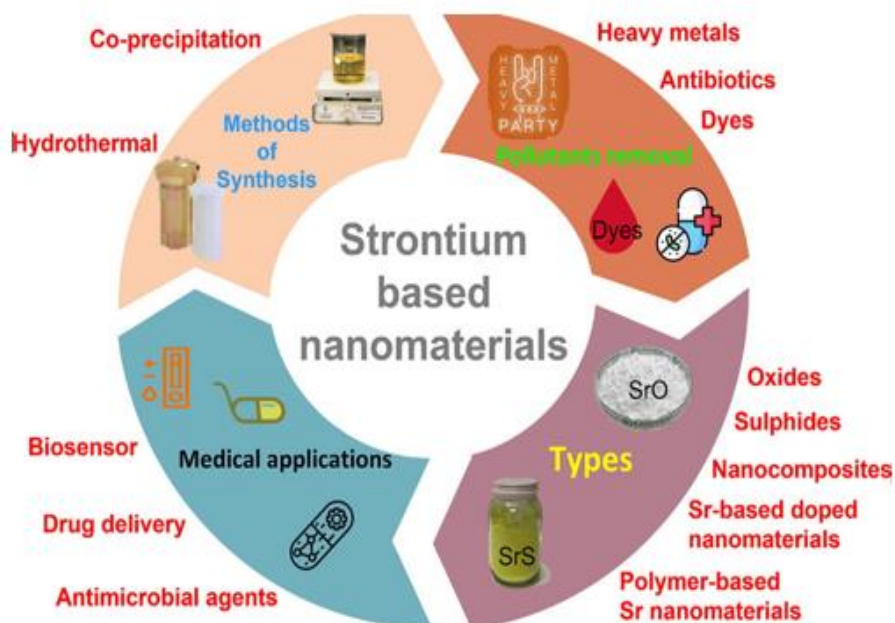 Co-precipitation
Hydrothermal
Methods
of
Synthesis
Heavy metals
Antibiotics
Dyes
HEAVY
METAL
PARTY
Pollutants removal
Dyes
Strontium
based
nanomaterials
Biosensor
Medical applications
Drug delivery
Antimicrobial agents
SrO
Types
SrS
Oxides
Sulphides
Nanocomposites
Sr-based doped
nanomaterials
Polymer-based
Sr nanomaterials